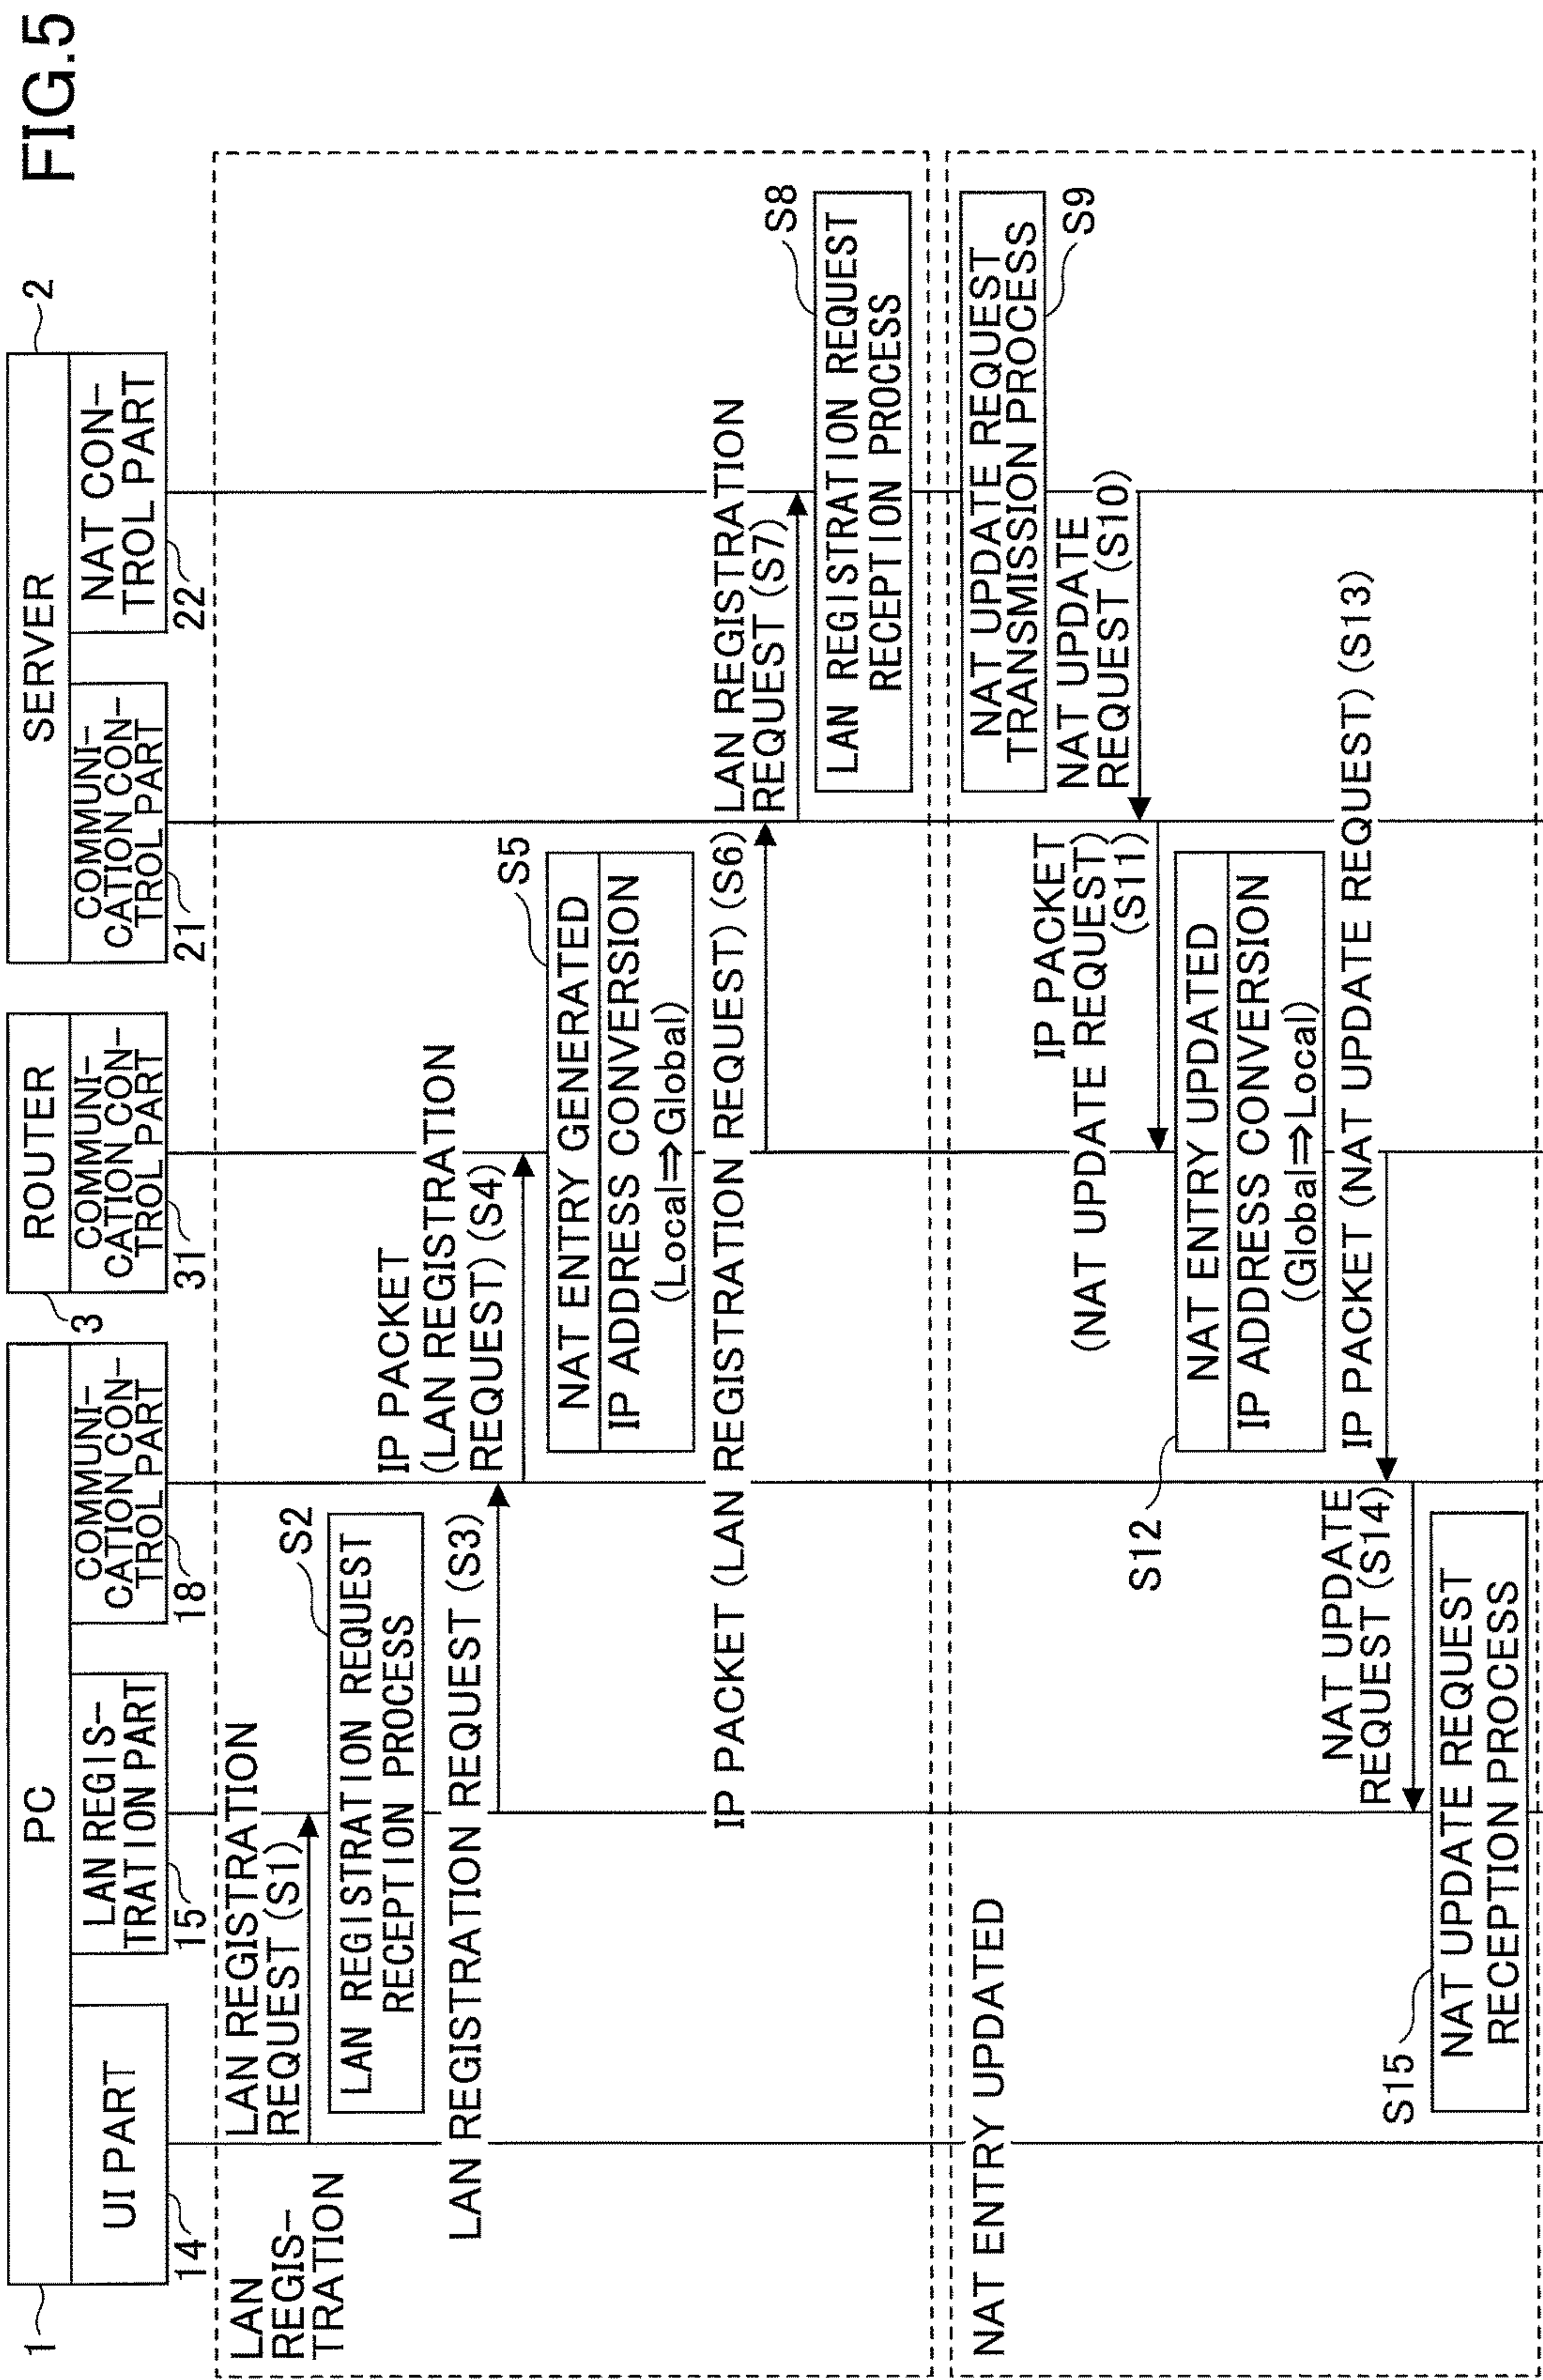 FIG.5
1
PC
14
UI PART
15
LAN REGIS-
TRATION PART
18
COMMUNI-
CATION CON-
TROL PART
3
ROUTER
31
COMMUNI-
CATION CON-
TROL PART
2
SERVER
21
COMMUNI-
CATION CON-
TROL PART
22
NAT CON-
TROL PART
LAN
REGIS-
TRATION
LAN REGISTRATION
REQUEST (S1)
S2
LAN REGISTRATION REQUEST
RECEPTION PROCESS
LAN REGISTRATION REQUEST (S3)
IP PACKET
(LAN REGISTRATION
REQUEST) (S4)
S5
NAT ENTRY GENERATED
IP ADDRESS CONVERSION
(Local⇒Global)
IP PACKET (LAN REGISTRATION REQUEST) (S6)
LAN REGISTRATION
REQUEST (S7)
S8
LAN REGISTRATION REQUEST
RECEPTION PROCESS
NAT ENTRY UPDATED
NAT UPDATE REQUEST
TRANSMISSION PROCESS
S9
NAT UPDATE
REQUEST (S10)
IP PACKET
(NAT UPDATE REQUEST)
(S11)
S12
NAT ENTRY UPDATED
IP ADDRESS CONVERSION
(Global⇒Local)
IP PACKET (NAT UPDATE REQUEST) (S13)
NAT UPDATE
REQUEST (S14)
S15
NAT UPDATE REQUEST
RECEPTION PROCESS